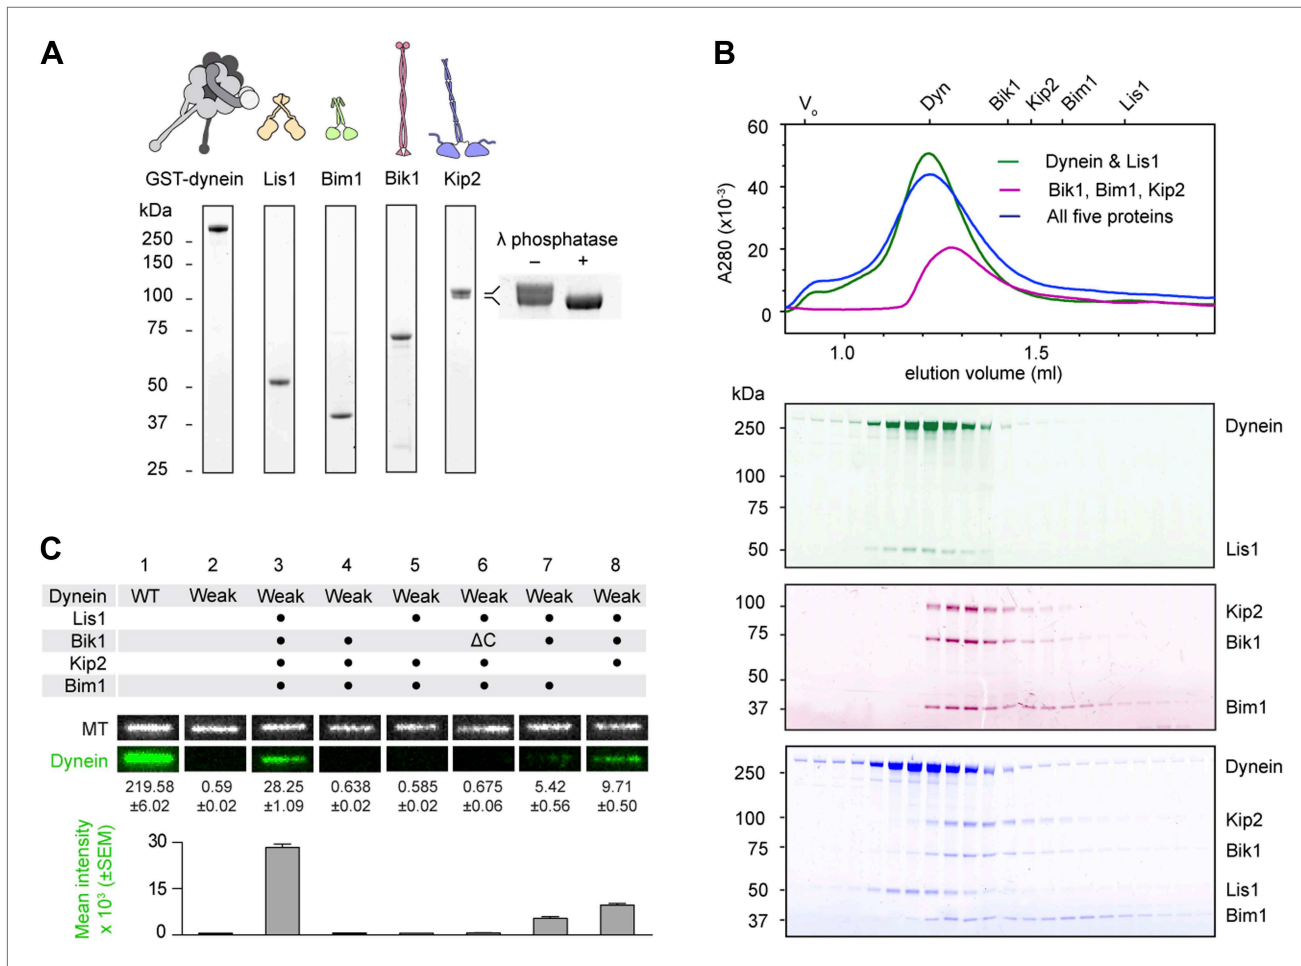 A
GST-dynein Lis1 Bim1 Bik1 Kip2
kDa
250
150
100
75
50
37
25
λ phosphatase
– +
B
Vo Dyn Bik1 Kip2 Bim1 Lis1
60
40
20
0
A280 (x10-3)
Dynein & Lis1
Bik1, Bim1, Kip2
All five proteins
1.0 1.5
elution volume (ml)
kDa
250
100
75
50
Dynein
Lis1
100
75
50
37
Kip2
Bik1
Bim1
250
100
75
50
37
Dynein
Kip2
Bik1
Lis1
Bim1
C
1 2 3 4 5 6 7 8
Dynein WT Weak Weak Weak Weak Weak Weak Weak
Lis1 • • • • •
Bik1 • • ΔC • •
Kip2 • • • • •
Bim1 • • • • •
MT
Dynein
219.58 0.59 28.25 0.638 0.585 0.675 5.42 9.71
±6.02 ±0.02 ±1.09 ±0.02 ±0.02 ±0.06 ±0.56 ±0.50
Mean intensity
x 10³ (±SEM)
30
15
0